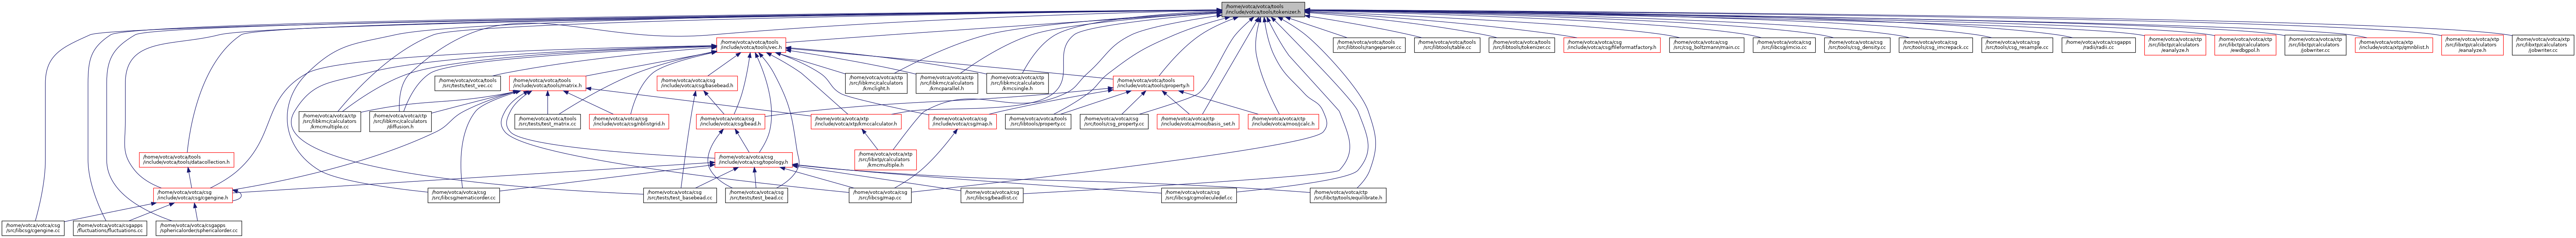 /home/votca/votca/tools
/include/votca/tools/tokenizer.h
/home/votca/votca/tools
/include/votca/tools/vec.h
/home/votca/votca/tools
/src/libtools/rangeparser.cc
/home/votca/votca/tools
/src/libtools/table.cc
/home/votca/votca/tools
/src/libtools/tokenizer.cc
/home/votca/votca/csg
/include/votca/csg/fileformatfactory.h
/home/votca/votca/csg
/src/csg_boltzmann/main.cc
/home/votca/votca/csg
/src/libcsg/imcio.cc
/home/votca/votca/csg
/src/tools/csg_density.cc
/home/votca/votca/csg
/src/tools/csg_imcrepack.cc
/home/votca/votca/csg
/src/tools/csg_resample.cc
/home/votca/votca/csgapps
/radii/radii.cc
/home/votca/votca/ctp
/src/libctp/calculators
/eanalyze.h
/home/votca/votca/ctp
/src/libctp/calculators
/ewdbgpol.h
/home/votca/votca/ctp
/src/libctp/calculators
/jobwriter.cc
/home/votca/votca/xtp
/include/votca/xtp/qmnblist.h
/home/votca/votca/xtp
/src/libxtp/calculators
/eanalyze.h
/home/votca/votca/xtp
/src/libxtp/calculators
/jobwriter.cc
/home/votca/votca/tools
/src/tests/test_vec.cc
/home/votca/votca/tools
/include/votca/tools/matrix.h
/home/votca/votca/csg
/include/votca/csg/basebead.h
/home/votca/votca/ctp
/src/libkmc/calculators
/kmclight.h
/home/votca/votca/ctp
/src/libkmc/calculators
/kmcparallel.h
/home/votca/votca/ctp
/src/libkmc/calculators
/kmcsingle.h
/home/votca/votca/tools
/include/votca/tools/property.h
/home/votca/votca/ctp
/src/libkmc/calculators
/kmcmultiple.cc
/home/votca/votca/ctp
/src/libkmc/calculators
/diffusion.h
/home/votca/votca/tools
/src/tests/test_matrix.cc
/home/votca/votca/csg
/include/votca/csg/nblistgrid.h
/home/votca/votca/csg
/include/votca/csg/bead.h
/home/votca/votca/xtp
/include/votca/xtp/kmccalculator.h
/home/votca/votca/csg
/include/votca/csg/map.h
/home/votca/votca/tools
/src/libtools/property.cc
/home/votca/votca/csg
/src/tools/csg_property.cc
/home/votca/votca/ctp
/include/votca/moo/basis_set.h
/home/votca/votca/ctp
/include/votca/moo/jcalc.h
/home/votca/votca/tools
/include/votca/tools/datacollection.h
/home/votca/votca/csg
/include/votca/csg/topology.h
/home/votca/votca/xtp
/src/libxtp/calculators
/kmcmultiple.h
/home/votca/votca/csg
/include/votca/csg/cgengine.h
/home/votca/votca/csg
/src/libcsg/nematicorder.cc
/home/votca/votca/csg
/src/tests/test_basebead.cc
/home/votca/votca/csg
/src/tests/test_bead.cc
/home/votca/votca/csg
/src/libcsg/map.cc
/home/votca/votca/csg
/src/libcsg/beadlist.cc
/home/votca/votca/csg
/src/libcsg/cgmoleculedef.cc
/home/votca/votca/ctp
/src/libctp/tools/equilibrate.h
/home/votca/votca/csg
/src/libcsg/cgengine.cc
/home/votca/votca/csgapps
/fluctuations/fluctuations.cc
/home/votca/votca/csgapps
/sphericalorder/sphericalorder.cc